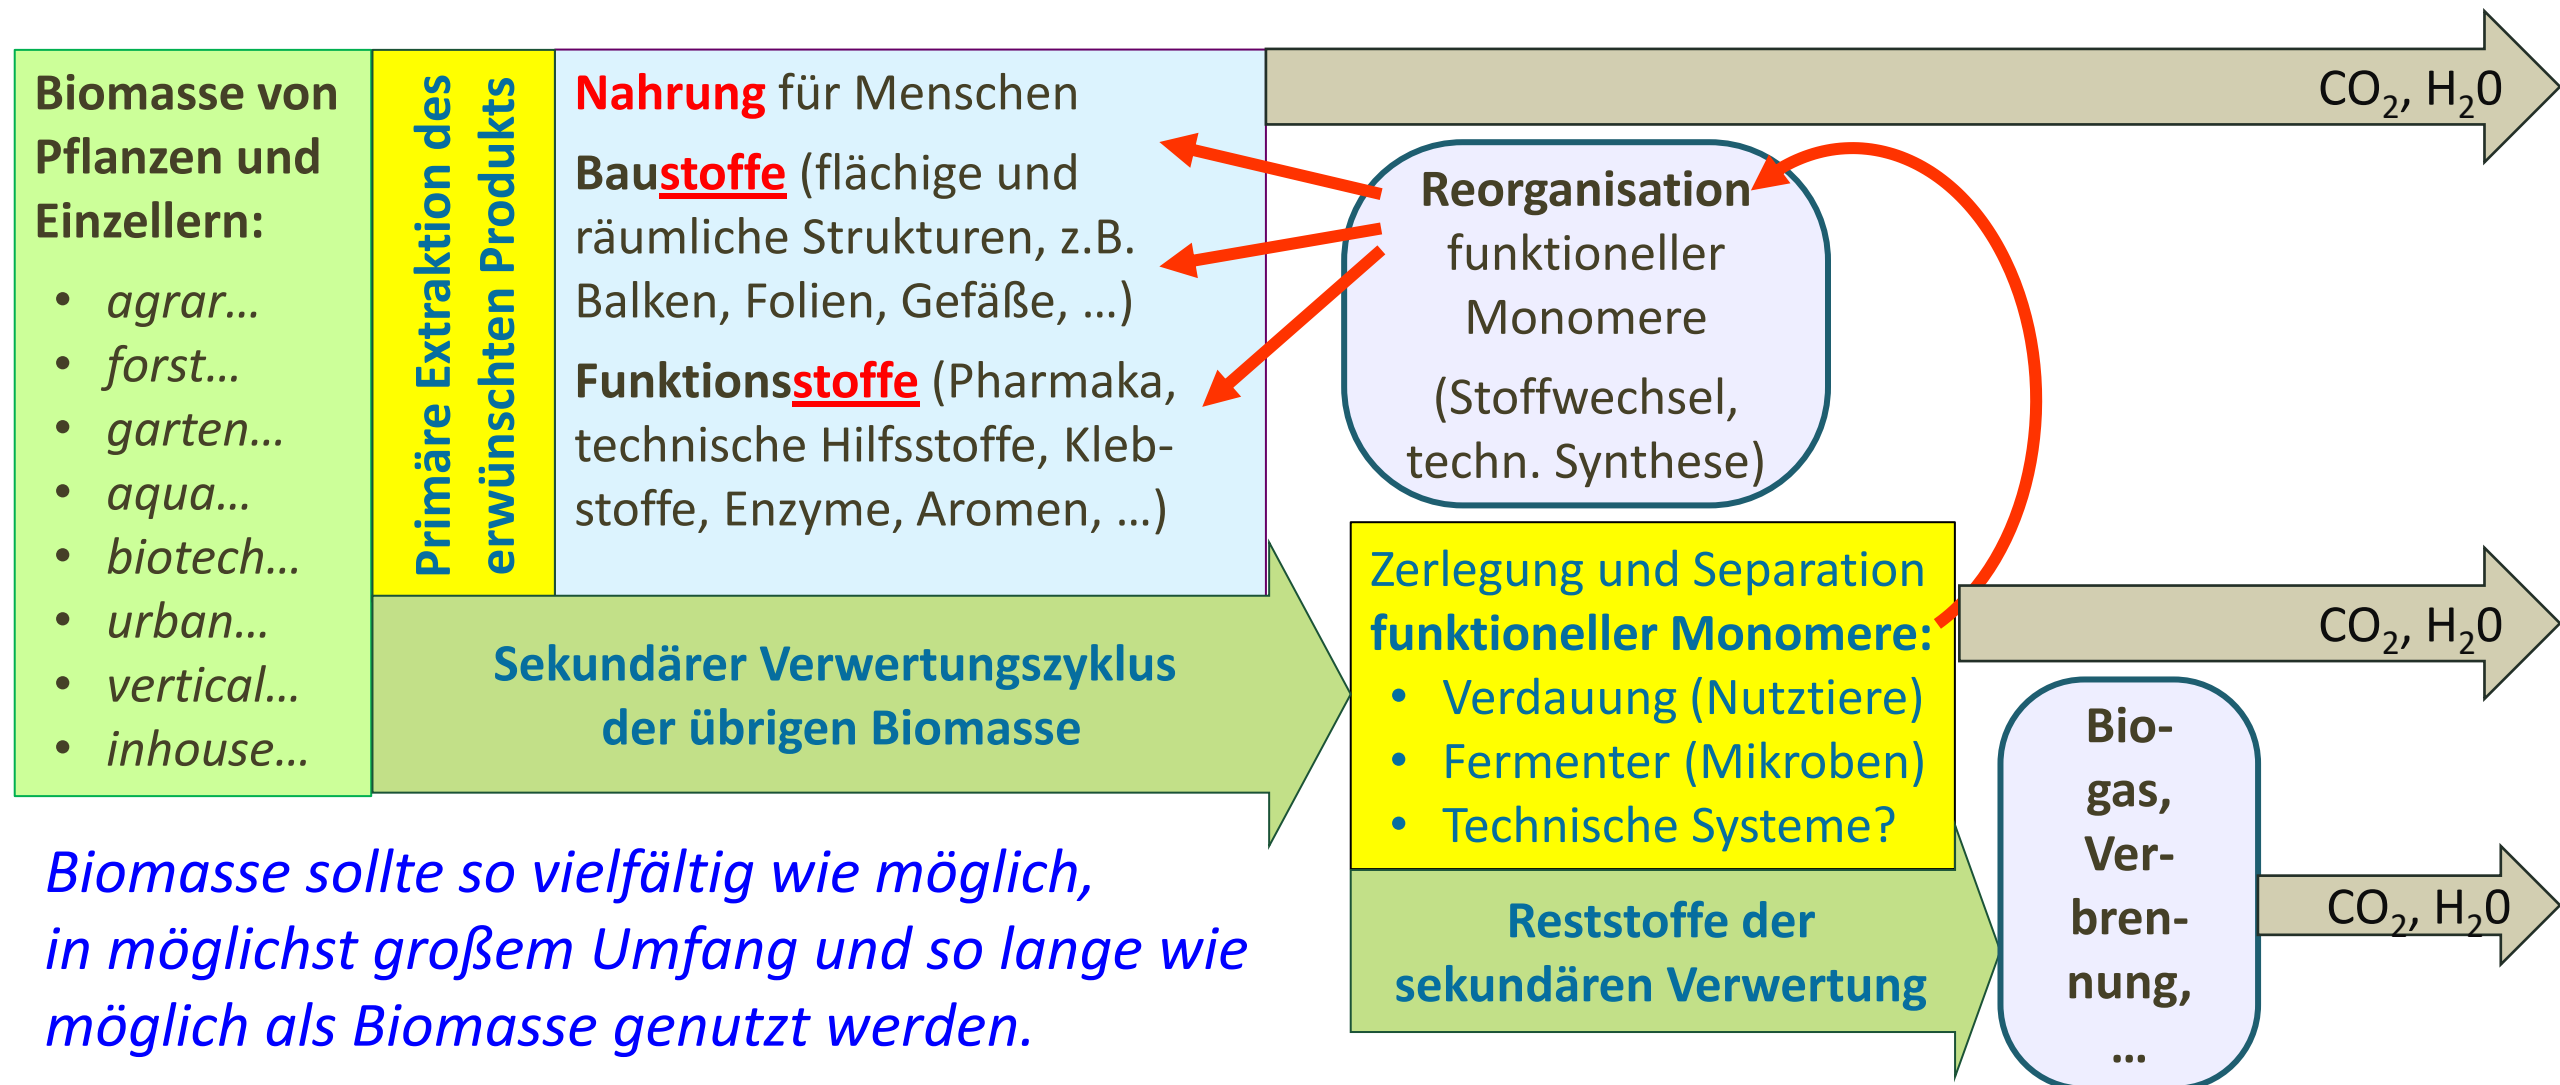 Biomasse von
Pflanzen und
Einzellern:
• agrar...
• forst...
• garten...
• aqua...
• biotech...
• urban...
• vertical...
• inhouse...
Primäre Extraktion des
erwünschten Produkts
Nahrung für Menschen
Baustoffe (flächige und
räumliche Strukturen, z.B.
Balken, Folien, Gefäße, ...)
Funktionsstoffe (Pharmaka,
technische Hilfsstoffe, Kleb-
stoffe, Enzyme, Aromen, ...)
CO₂, H₂0
Reorganisation
funktioneller
Monomere
(Stoffwechsel,
techn. Synthese)
Sekundärer Verwertungszyklus
der übrigen Biomasse
Zerlegung und Separation
funktioneller Monomere:
• Verdauung (Nutztiere)
• Fermenter (Mikroben)
• Technische Systeme?
CO₂, H₂0
Reststoffe der
sekundären Verwertung
Bio-
gas,
Ver-
bren-
nung,
...
CO₂, H₂0
Biomasse sollte so vielfältig wie möglich,
in möglichst großem Umfang und so lange wie
möglich als Biomasse genutzt werden.